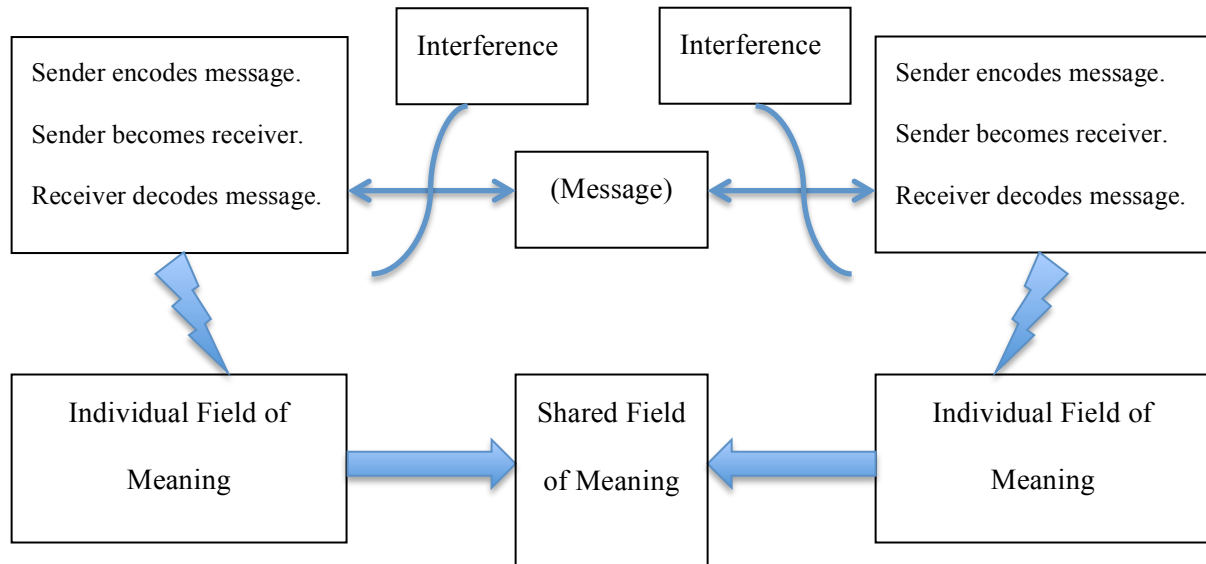 Interference
Interference
Sender encodes message.
Sender becomes receiver.
Receiver decodes message.
(Message)
Sender encodes message.
Sender becomes receiver.
Receiver decodes message.
Individual Field of
Meaning
Shared Field
of Meaning
Individual Field of
Meaning